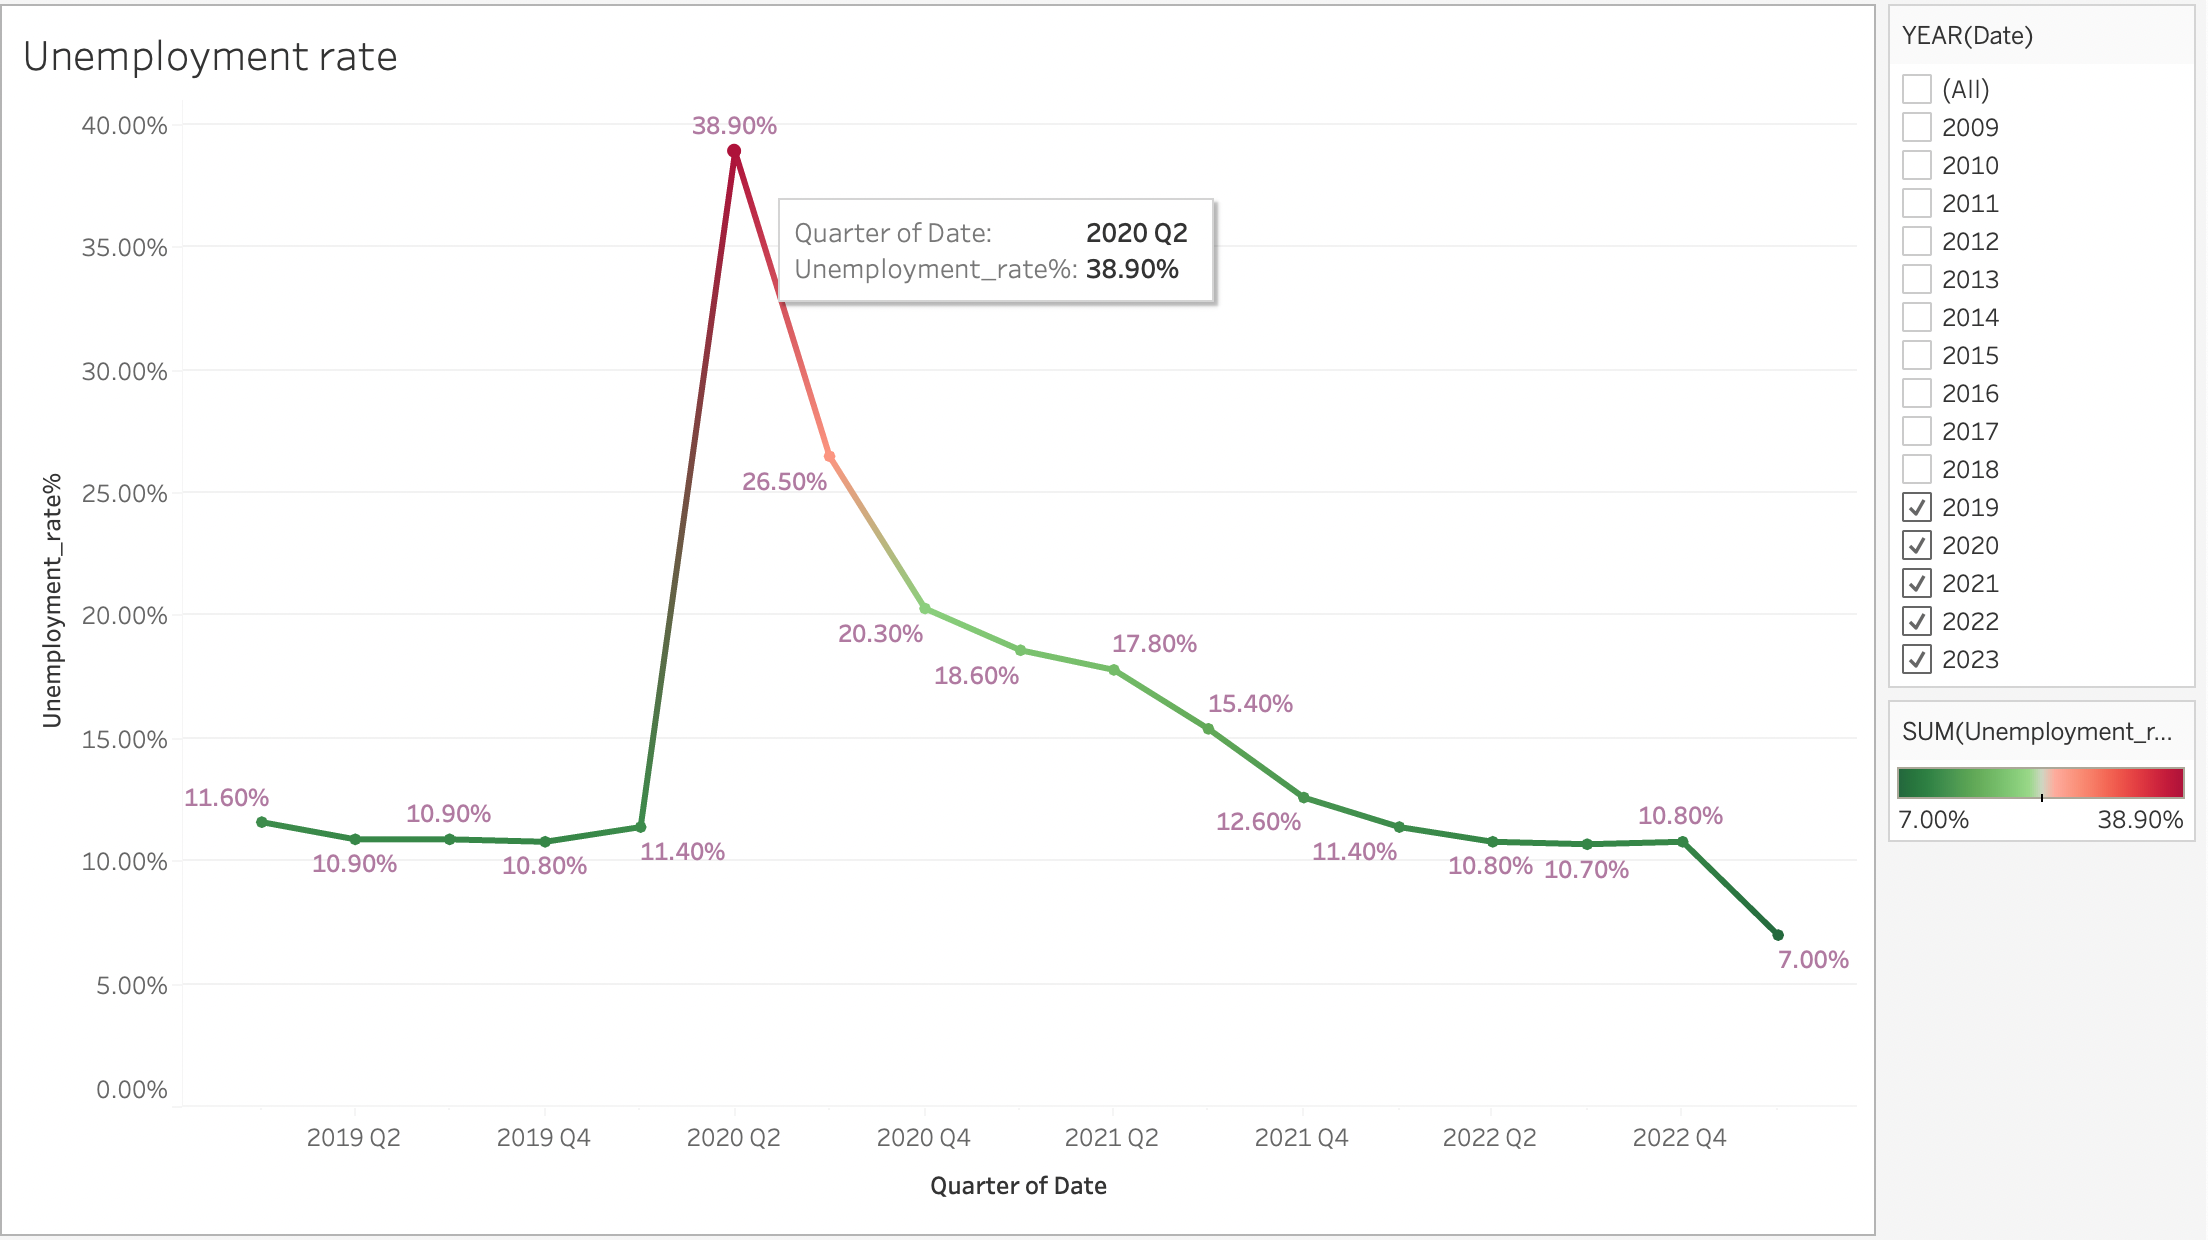 Unemployment rate
40.00%
35.00%
30.00%
25.00%
20.00%
15.00%
10.00%
5.00%
0.00%
Unemployment_rate%
11.60%
10.90%
10.90%
10.80%
11.40%
38.90%
26.50%
20.30%
18.60%
17.80%
15.40%
12.60%
11.40%
10.80%
10.70%
10.80%
7.00%
Quarter of Date: 2020 Q2
Unemployment_rate%: 38.90%
2019 Q2
2019 Q4
2020 Q2
2020 Q4
2021 Q2
2021 Q4
2022 Q2
2022 Q4
Quarter of Date
YEAR(Date)
(All)
2009
2010
2011
2012
2013
2014
2015
2016
2017
2018
2019
2020
2021
2022
2023
SUM(Unemployment_r...
7.00% 38.90%